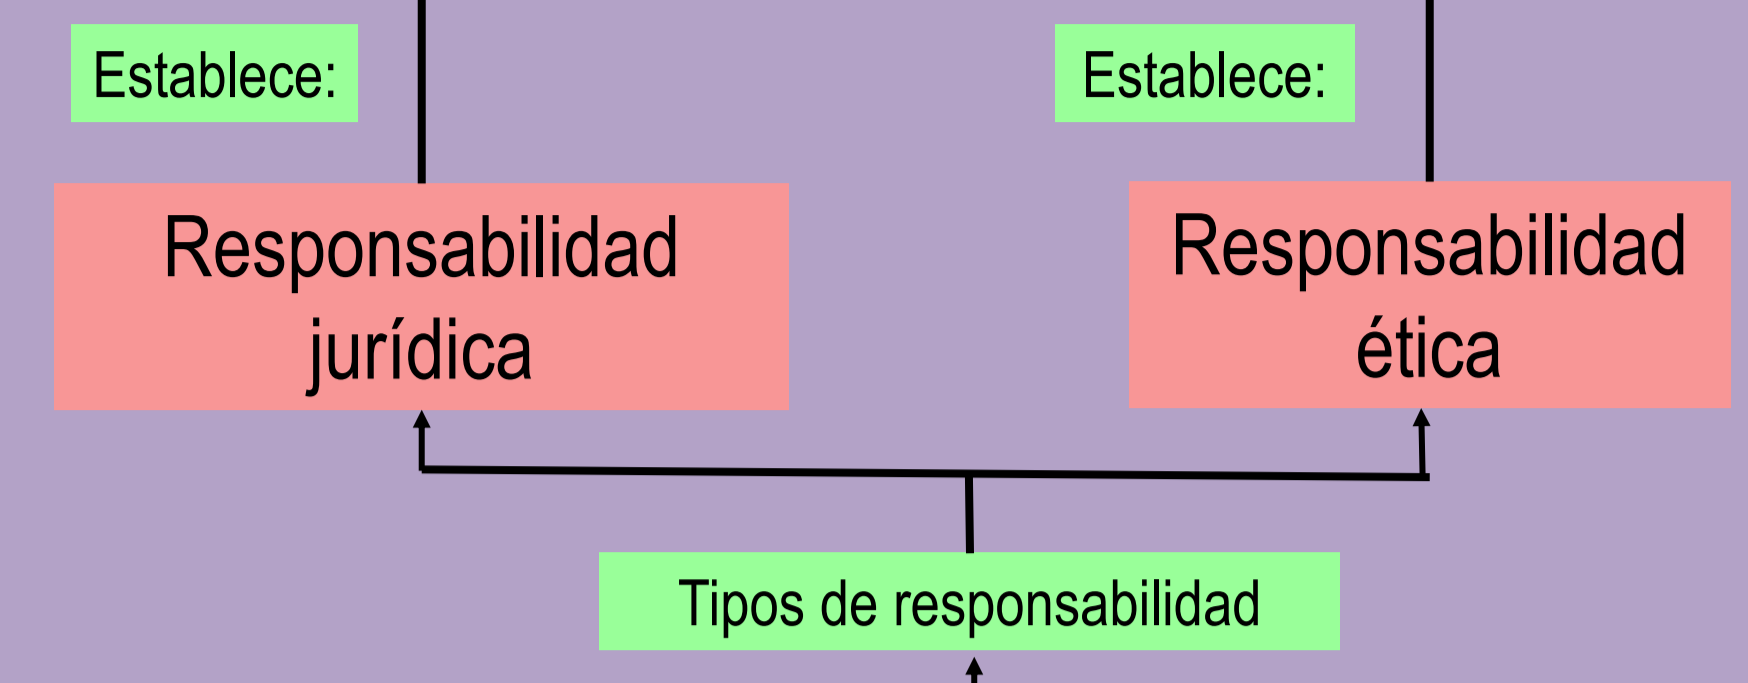 Establece:
Establece:
Responsabilidad
jurídica
Responsabilidad
ética
Tipos de responsabilidad